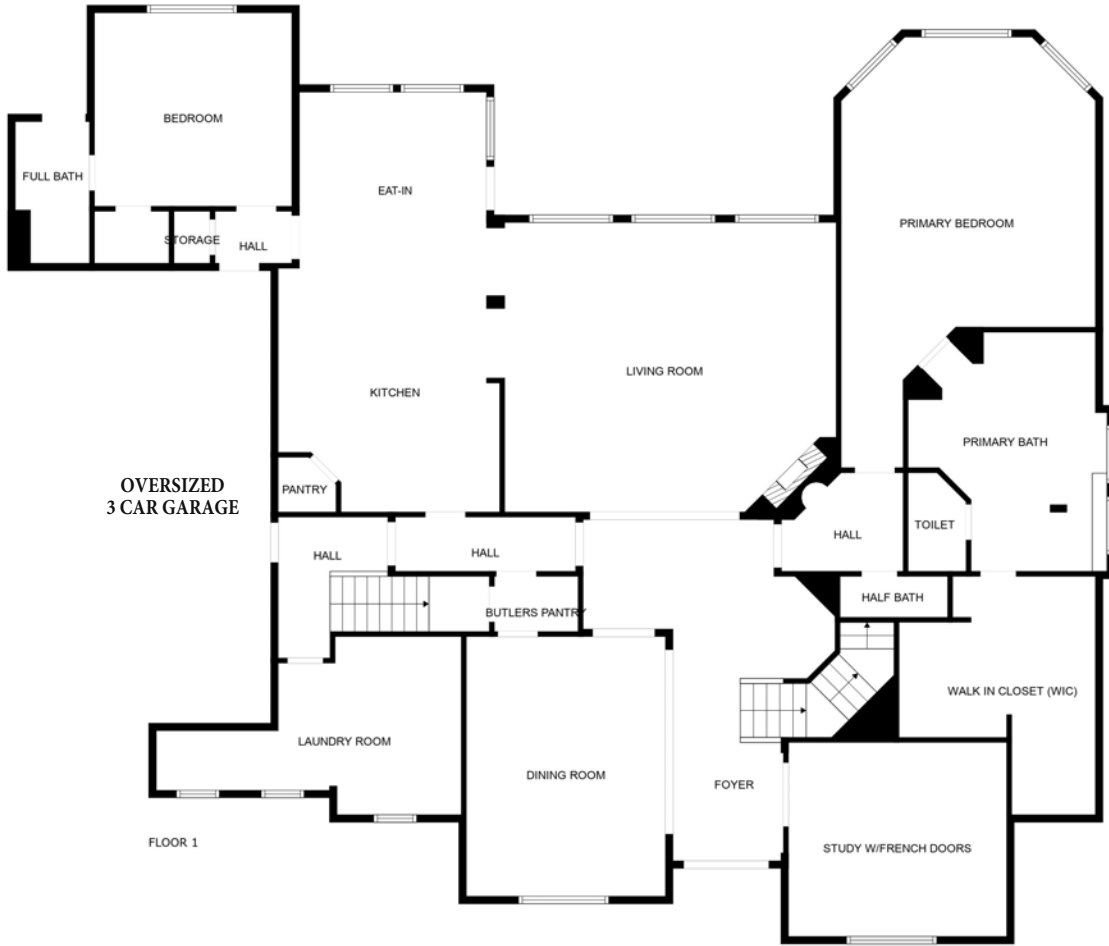 BEDROOM
FULL BATH
EAT-IN
PRIMARY BEDROOM
STORAGE
HALL
LIVING ROOM
KITCHEN
PRIMARY BATH
OVERSIZED
3 CAR GARAGE
PANTRY
TOILET
HALL
HALL
HALL
HALF BATH
BUTLERS PANTRY
WALK IN CLOSET (WIC)
LAUNDRY ROOM
DINING ROOM
FOYER
FLOOR 1
STUDY W/FRENCH DOORS